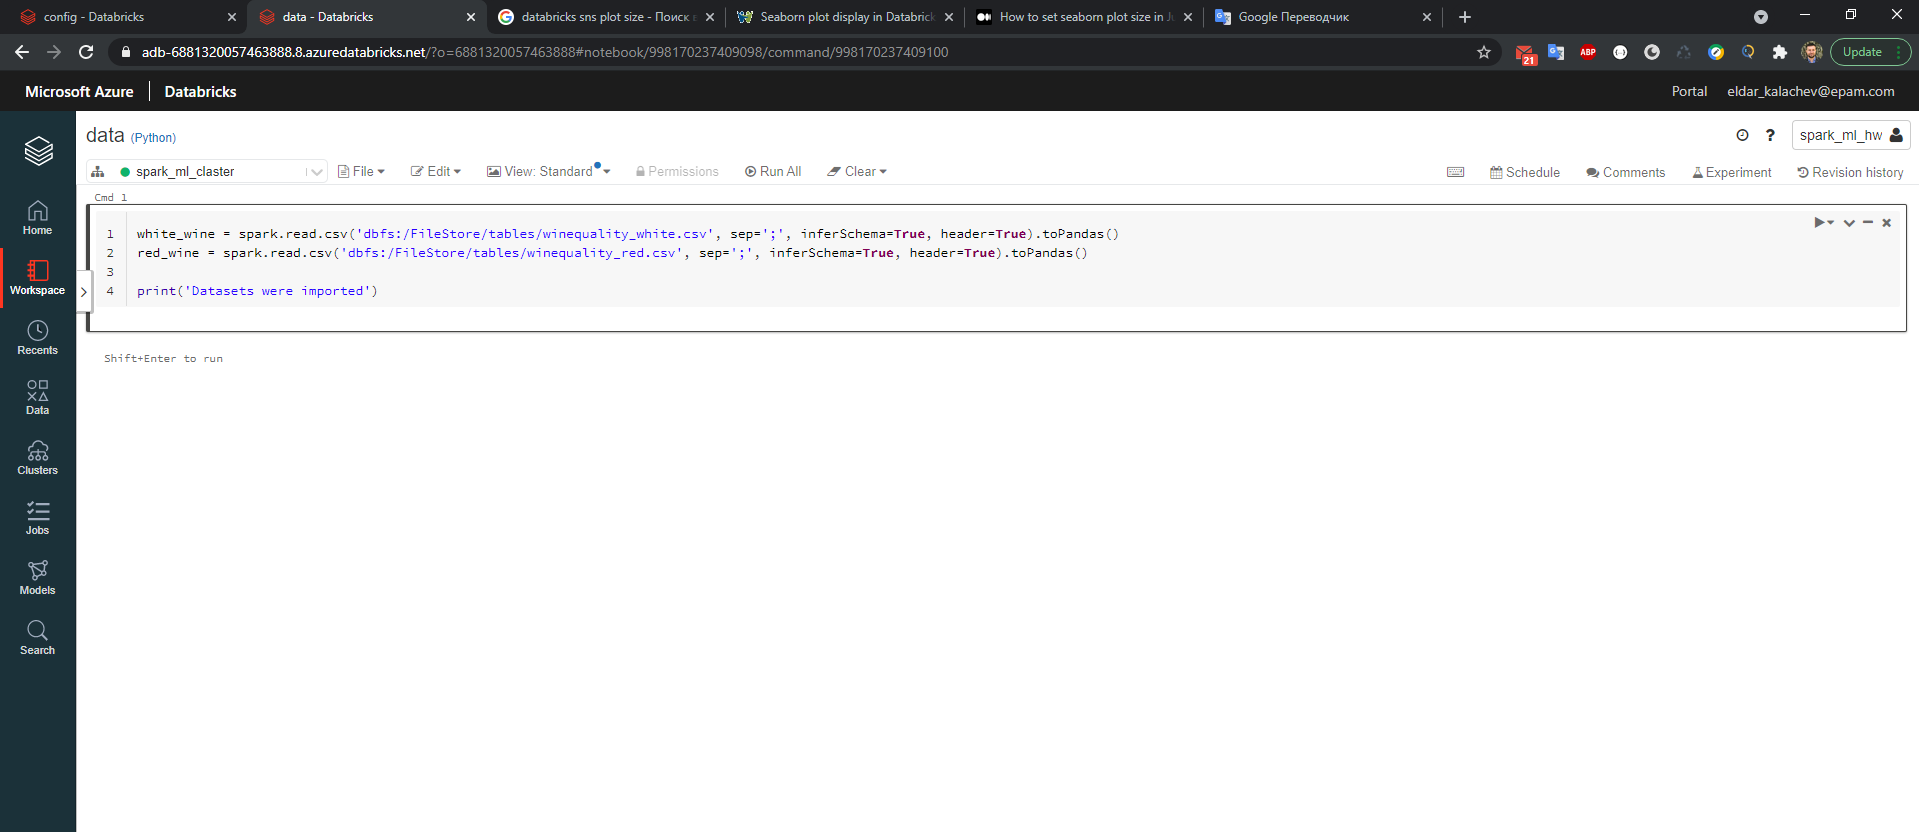 config - Databricks
data - Databricks
databricks sns plot size - Поиск в
Seaborn plot display in Databrick
How to set seaborn plot size in Ju
Google Переводчик
adb-6881320057463888.8.azuredatabricks.net/?o=6881320057463888#notebook/998170237409098/command/998170237409100
21
ABP
Update
Microsoft Azure
Databricks
Portal
eldar_kalachev@epam.com
data (Python)
? spark_ml_hw
spark_ml_claster
File
Edit
View: Standard
Permissions
Run All
Clear
Schedule
Comments
Experiment
Revision history
Cmd 1
1 white_wine = spark.read.csv('dbfs:/FileStore/tables/winequality_white.csv', sep=';', inferSchema=True, header=True).toPandas()
2 red_wine = spark.read.csv('dbfs:/FileStore/tables/winequality_red.csv', sep=';', inferSchema=True, header=True).toPandas()
3
4 print('Datasets were imported')
Shift+Enter to run
Home
Workspace
Recents
Data
Clusters
Jobs
Models
Search